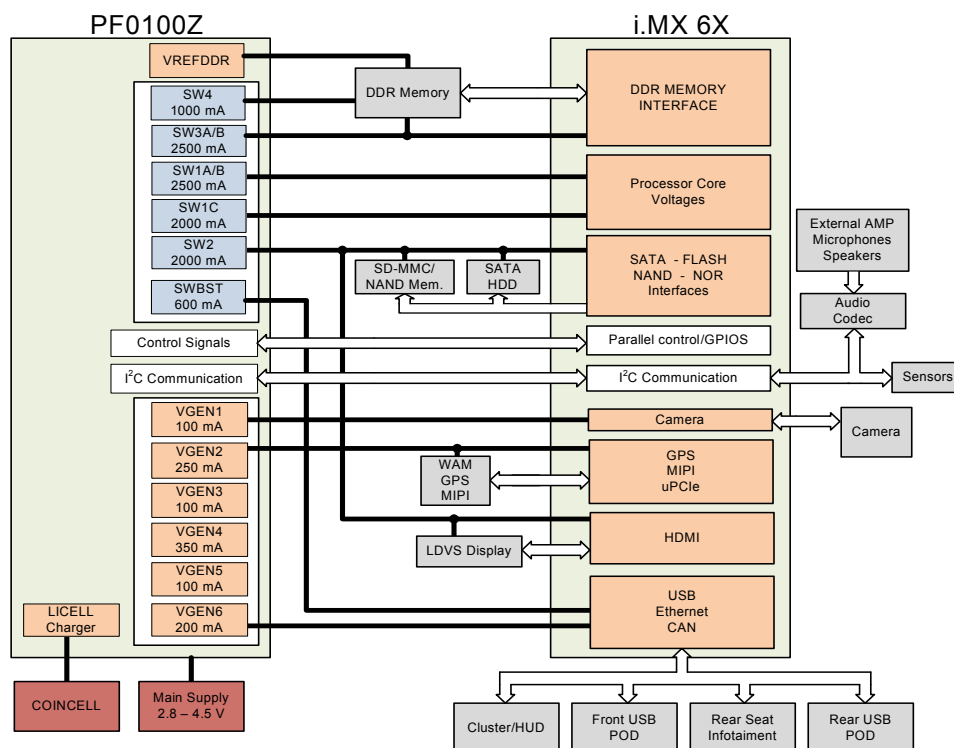 PF0100Z
i.MX 6X
VREFDDR
SW4
1000 mA
SW3A/B
2500 mA
SW1A/B
2500 mA
SW1C
2000 mA
SW2
2000 mA
SWBST
600 mA
Control Signals
I²C Communication
VGEN1
100 mA
VGEN2
250 mA
VGEN3
100 mA
VGEN4
350 mA
VGEN5
100 mA
VGEN6
200 mA
LICELL
Charger
COINCELL
Main Supply
2.8 – 4.5 V
DDR Memory
SD-MMC/
NAND Mem.
SATA
HDD
WAM
GPS
MIPI
LDVS Display
DDR MEMORY
INTERFACE
Processor Core
Voltages
SATA - FLASH
NAND - NOR
Interfaces
Parallel control/GPIOS
I²C Communication
Camera
GPS
MIPI
uPCIe
HDMI
USB
Ethernet
CAN
External AMP
Microphones
Speakers
Audio
Codec
Sensors
Camera
Cluster/HUD
Front USB
POD
Rear Seat
Infotaiment
Rear USB
POD